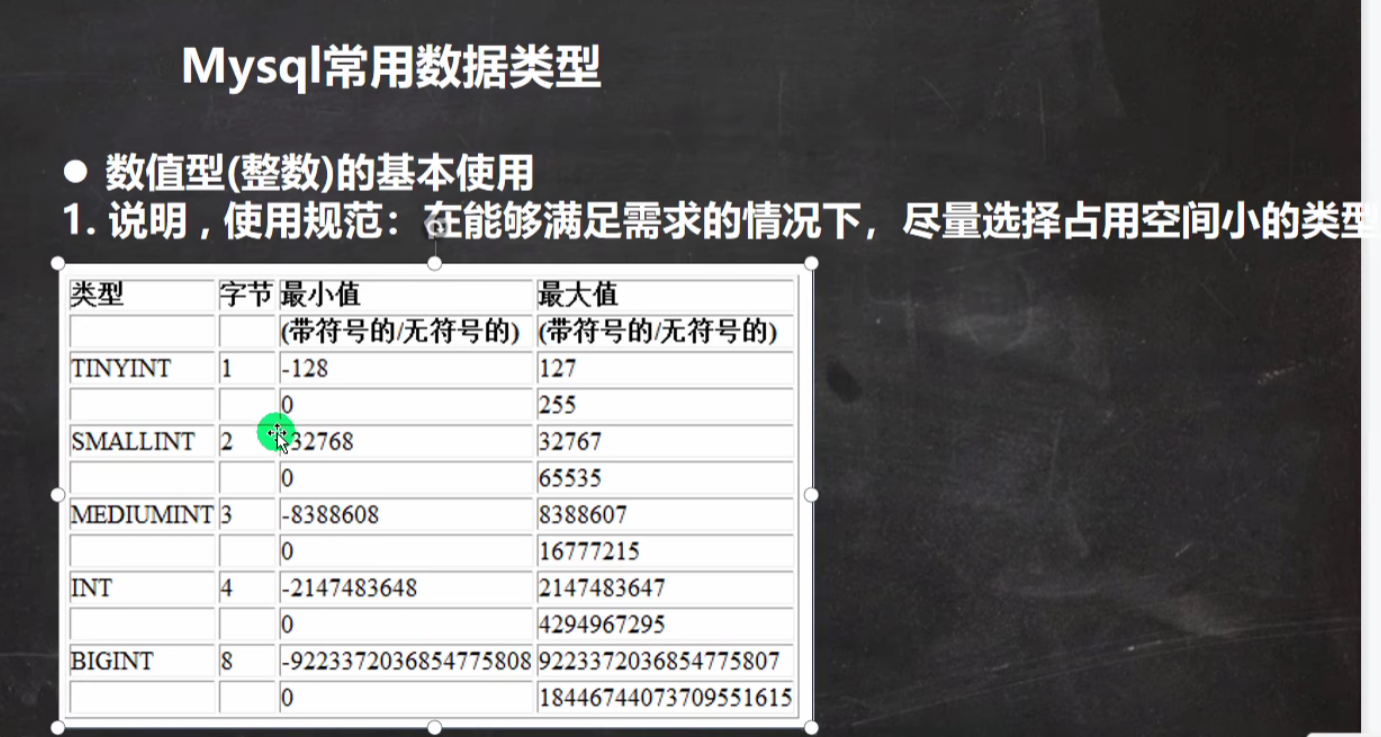 Mysql常用数据类型
● 数值型(整数)的基本使用
1. 说明，使用规范：在能够满足需求的情况下，尽量选择占用空间小的类型
类型 字节 最小值 最大值
(带符号的/无符号的) (带符号的/无符号的)
TINYINT 1 -128 127
0 255
SMALLINT 2 -32768 32767
0 65535
MEDIUMINT 3 -8388608 8388607
0 16777215
INT 4 -2147483648 2147483647
0 4294967295
BIGINT 8 -9223372036854775808 9223372036854775807
0 18446744073709551615